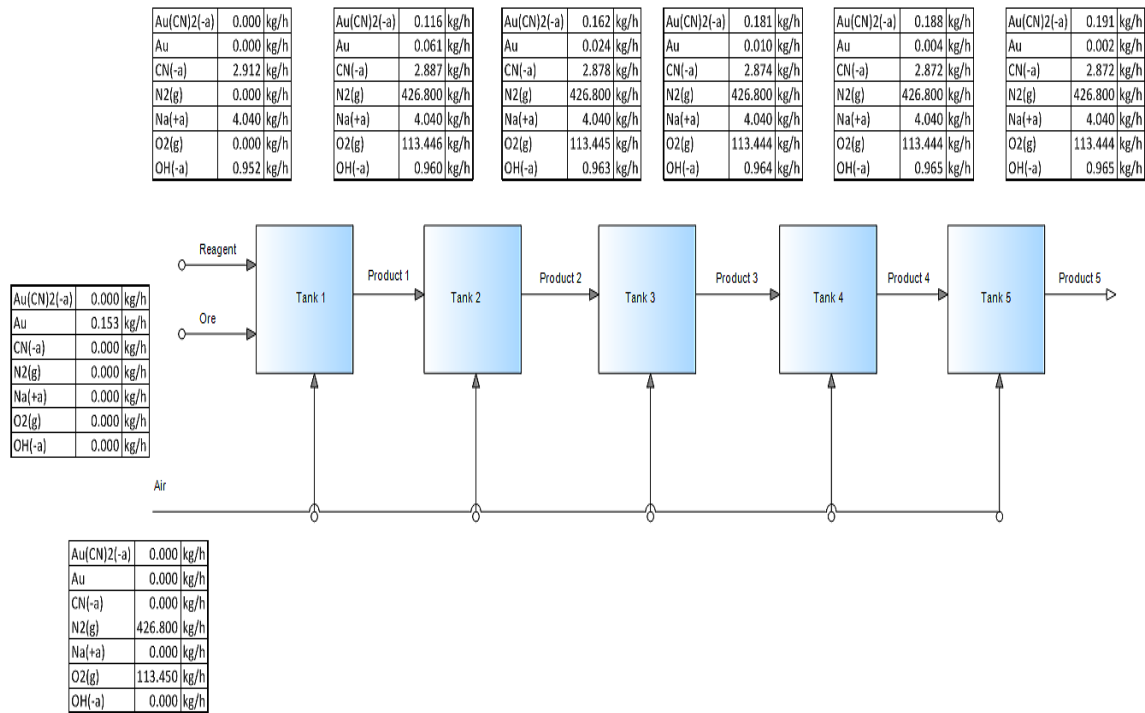 Au(CN)2(-a) 0.000 kg/h
Au 0.000 kg/h
CN(-a) 2.912 kg/h
N2(g) 0.000 kg/h
Na(+a) 4.040 kg/h
O2(g) 0.000 kg/h
OH(-a) 0.952 kg/h
Au(CN)2(-a) 0.116 kg/h
Au 0.061 kg/h
CN(-a) 2.887 kg/h
N2(g) 426.800 kg/h
Na(+a) 4.040 kg/h
O2(g) 113.446 kg/h
OH(-a) 0.960 kg/h
Au(CN)2(-a) 0.162 kg/h
Au 0.024 kg/h
CN(-a) 2.878 kg/h
N2(g) 426.800 kg/h
Na(+a) 4.040 kg/h
O2(g) 113.445 kg/h
OH(-a) 0.963 kg/h
Au(CN)2(-a) 0.181 kg/h
Au 0.010 kg/h
CN(-a) 2.874 kg/h
N2(g) 426.800 kg/h
Na(+a) 4.040 kg/h
O2(g) 113.444 kg/h
OH(-a) 0.964 kg/h
Au(CN)2(-a) 0.188 kg/h
Au 0.004 kg/h
CN(-a) 2.872 kg/h
N2(g) 426.800 kg/h
Na(+a) 4.040 kg/h
O2(g) 113.444 kg/h
OH(-a) 0.965 kg/h
Au(CN)2(-a) 0.191 kg/h
Au 0.002 kg/h
CN(-a) 2.872 kg/h
N2(g) 426.800 kg/h
Na(+a) 4.040 kg/h
O2(g) 113.444 kg/h
OH(-a) 0.965 kg/h
Reagent
Ore
Tank 1
Product 1
Tank 2
Product 2
Tank 3
Product 3
Tank 4
Product 4
Tank 5
Product 5
Au(CN)2(-a) 0.000 kg/h
Au 0.153 kg/h
CN(-a) 0.000 kg/h
N2(g) 0.000 kg/h
Na(+a) 0.000 kg/h
O2(g) 0.000 kg/h
OH(-a) 0.000 kg/h
Air
Au(CN)2(-a) 0.000 kg/h
Au 0.000 kg/h
CN(-a) 0.000 kg/h
N2(g) 426.800 kg/h
Na(+a) 0.000 kg/h
O2(g) 113.450 kg/h
OH(-a) 0.000 kg/h